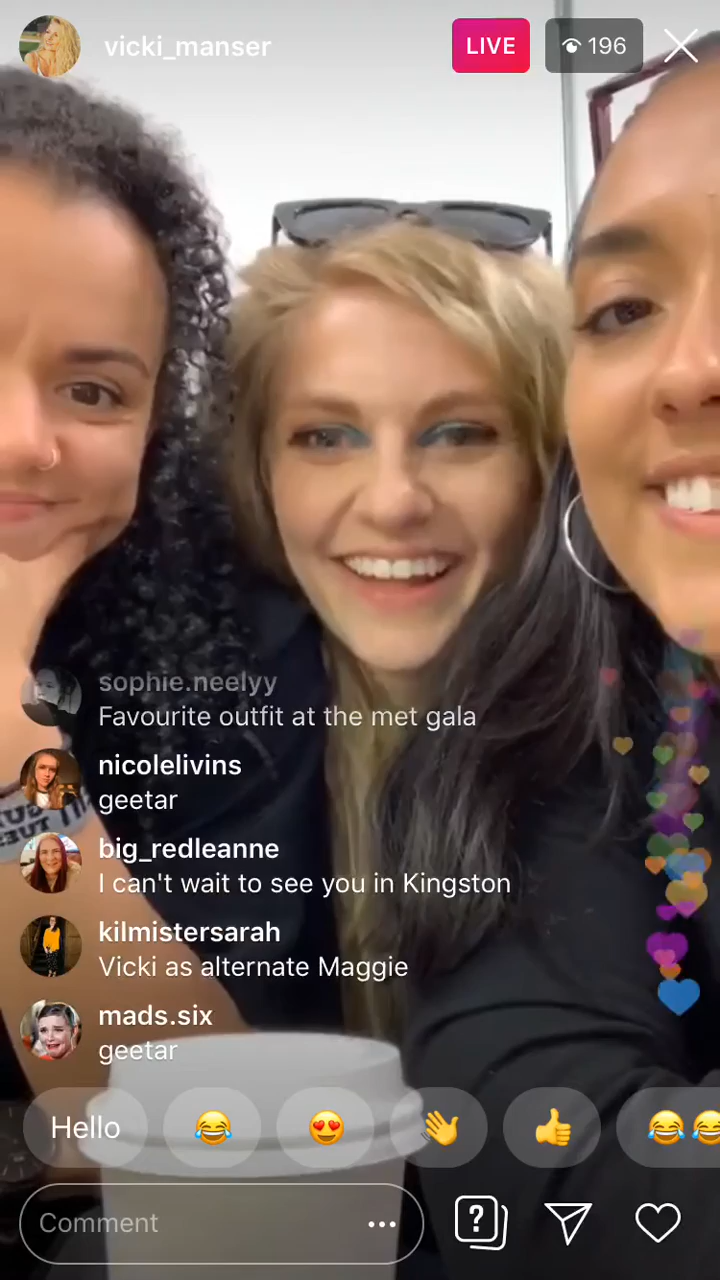 vicki_manser
LIVE
196
sophie.neelyy
Favourite outfit at the met gala
nicolelivins
geetar
big_redleanne
I can't wait to see you in Kingston
kilmistersarah
Vicki as alternate Maggie
mads.six
geetar
Hello
Comment